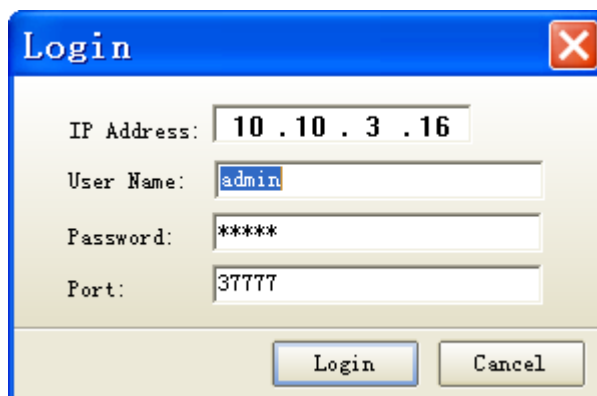 Login
IP Address: 10 . 10 . 3 . 16
User Name: admin
Password: *****
Port: 37777
Login Cancel